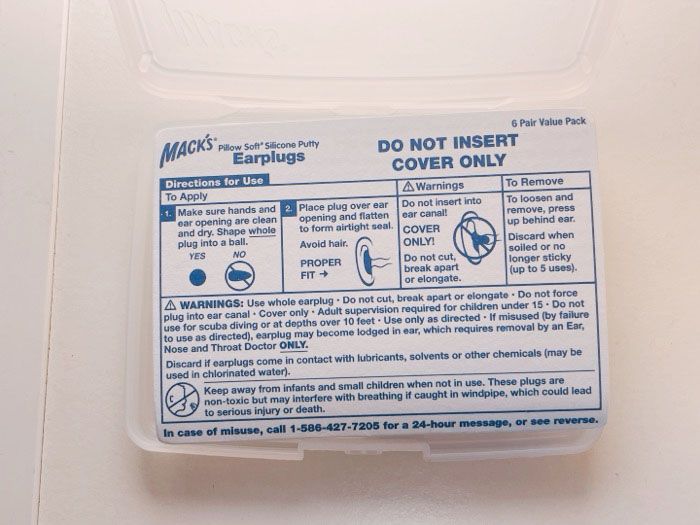 6 Pair Value Pack
MACK'S® Pillow Soft® Silicone Putty
Earplugs
DO NOT INSERT
COVER ONLY
Directions for Use
To Apply
1. Make sure hands and
ear opening are clean
and dry. Shape whole
plug into a ball.
YES NO
2. Place plug over ear
opening and flatten
to form airtight seal.
Avoid hair.
PROPER
FIT →
⚠ Warnings
Do not insert into
ear canal!
COVER
ONLY!
Do not cut,
break apart
or elongate.
To Remove
To loosen and
remove, press
up behind ear.
Discard when
soiled or no
longer sticky
(up to 5 uses).
⚠ WARNINGS: Use whole earplug · Do not cut, break apart or elongate · Do not force
plug into ear canal · Cover only · Adult supervision required for children under 15 · Do not
use for scuba diving or at depths over 10 feet · Use only as directed · If misused (by failure
to use as directed), earplug may become lodged in ear, which requires removal by an Ear,
Nose and Throat Doctor ONLY.
Discard if earplugs come in contact with lubricants, solvents or other chemicals (may be
used in chlorinated water).
Keep away from infants and small children when not in use. These plugs are
non-toxic but may interfere with breathing if caught in windpipe, which could lead
to serious injury or death.
In case of misuse, call 1-586-427-7205 for a 24-hour message, or see reverse.